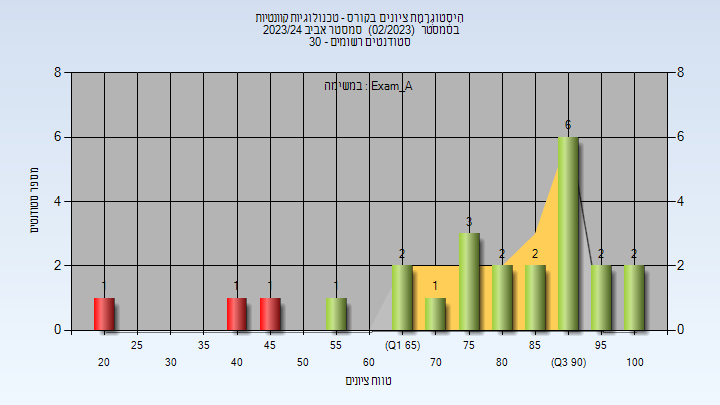 היסטוגרמת ציונים בקורס - טכנולוגיות קוונטיות
בסמסטר (02/2023) סמסטר אביב 2023/24
סטודנטים רשומים - 30
במשימה : Exam_A
מספר סטודנטים
8 8
6 6
4 4
2 2
0 0
1 1 1 1 2 1 3 2 2 6 2 2
25 35 45 55 (Q1 65) 75 85 95
20 30 40 50 60 70 80 (Q3 90) 100
טווח ציונים